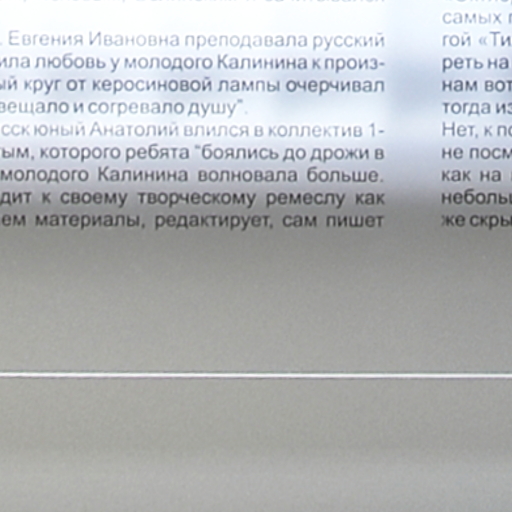 . Евгения Ивановна преподавала русский
ила любовь у молодого Калинина к произ-
ый круг от керосиновой лампы очерчивал
вещало и согревало душу".
сск юный Анатолий влился в коллектив 1-
тым, которого ребята "боялись до дрожи в
молодого Калинина волновала больше.
дит к своему творческому ремеслу как
ем материалы, редактирует, сам пишет
самых
гой «Ти
реть на
нам вот
тогда из
Нет, к по
не посм
как на
неболь
же скры